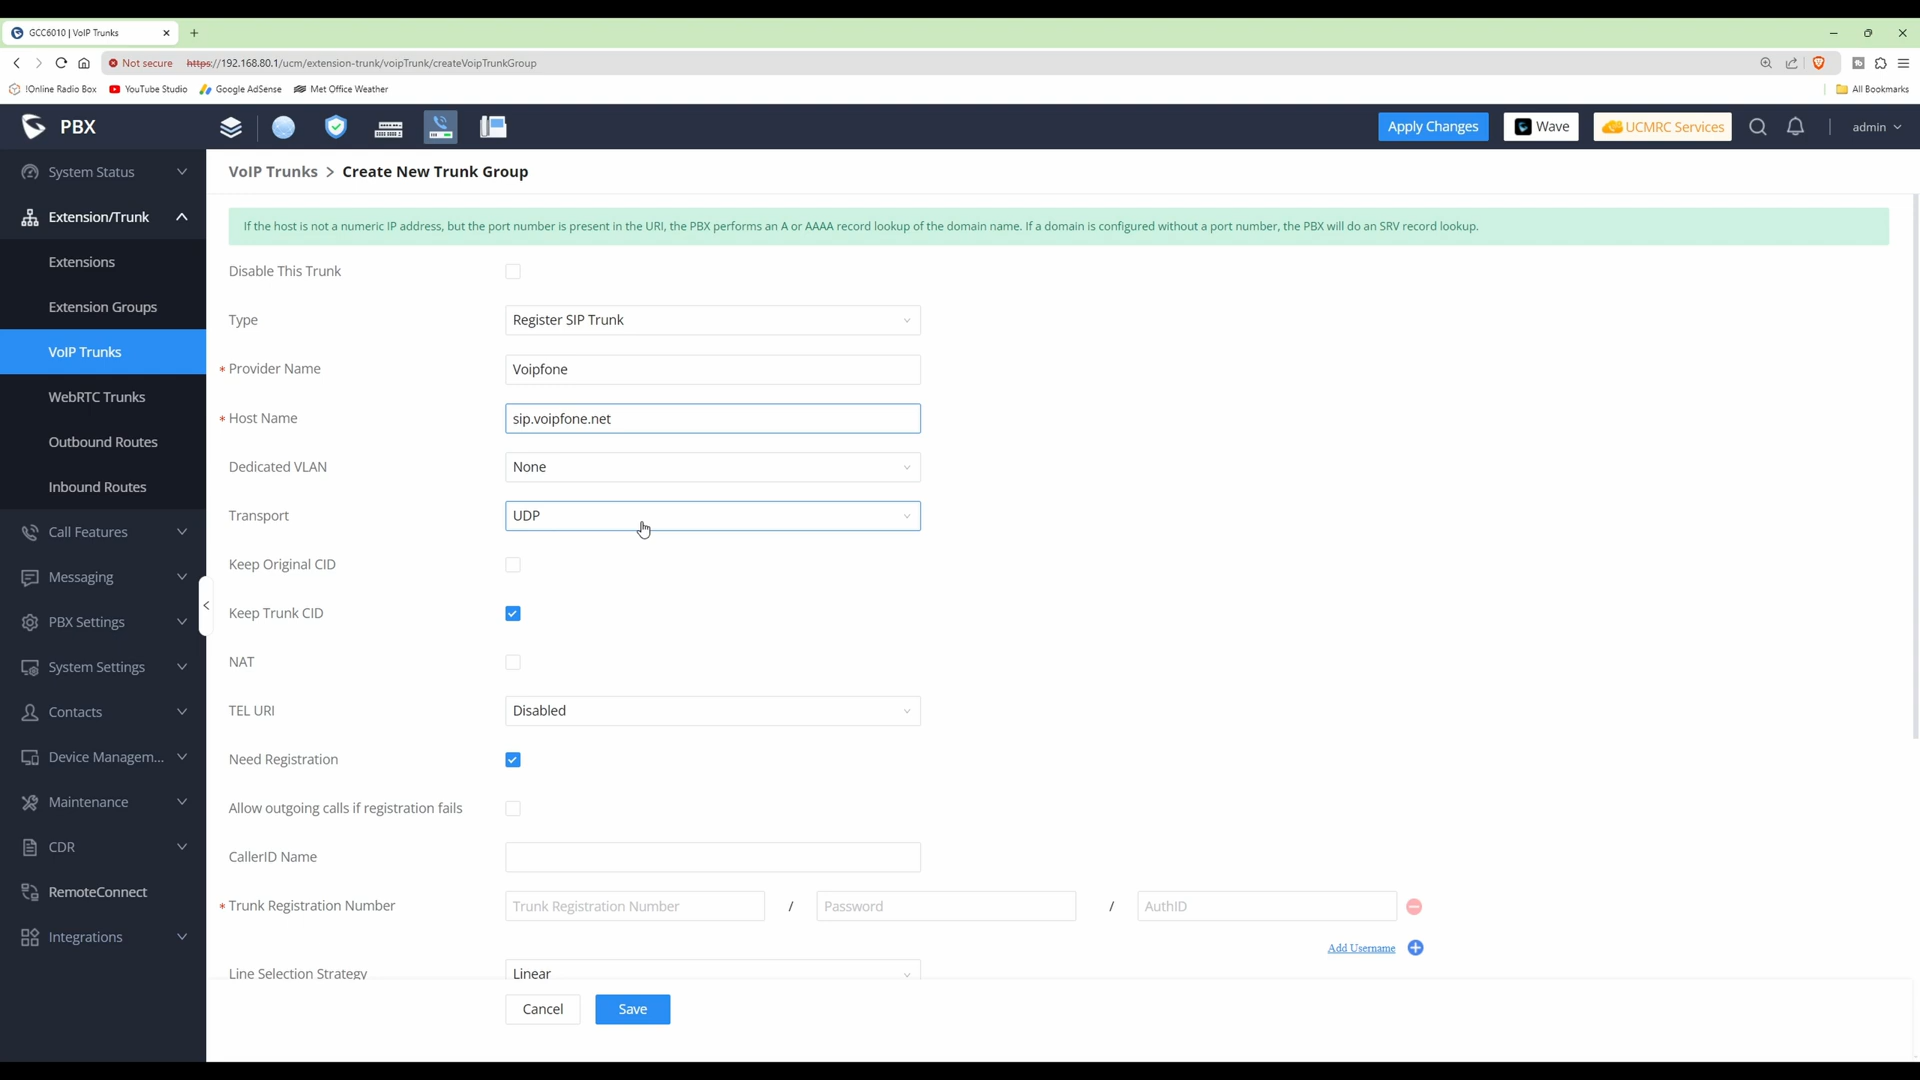 GCC6010 | VoIP Trunks
Not secure https://192.168.80.1/ucm/extension-trunk/voipTrunk/createVoipTrunkGroup
!Online Radio Box YouTube Studio Google AdSense Met Office Weather All Bookmarks
PBX Apply Changes Wave UCMRC Services admin
System Status
Extension/Trunk
Extensions
Extension Groups
VoIP Trunks
WebRTC Trunks
Outbound Routes
Inbound Routes
Call Features
Messaging
PBX Settings
System Settings
Contacts
Device Managem...
Maintenance
CDR
RemoteConnect
Integrations
VoIP Trunks > Create New Trunk Group
If the host is not a numeric IP address, but the port number is present in the URI, the PBX performs an A or AAAA record lookup of the domain name. If a domain is configured without a port number, the PBX will do an SRV record lookup.
Disable This Trunk
Type Register SIP Trunk
* Provider Name Voipfone
* Host Name sip.voipfone.net
Dedicated VLAN None
Transport UDP
Keep Original CID
Keep Trunk CID
NAT
TEL URI Disabled
Need Registration
Allow outgoing calls if registration fails
CallerID Name
* Trunk Registration Number Trunk Registration Number / Password / AuthID
Add Username
Line Selection Strategy Linear
Cancel Save